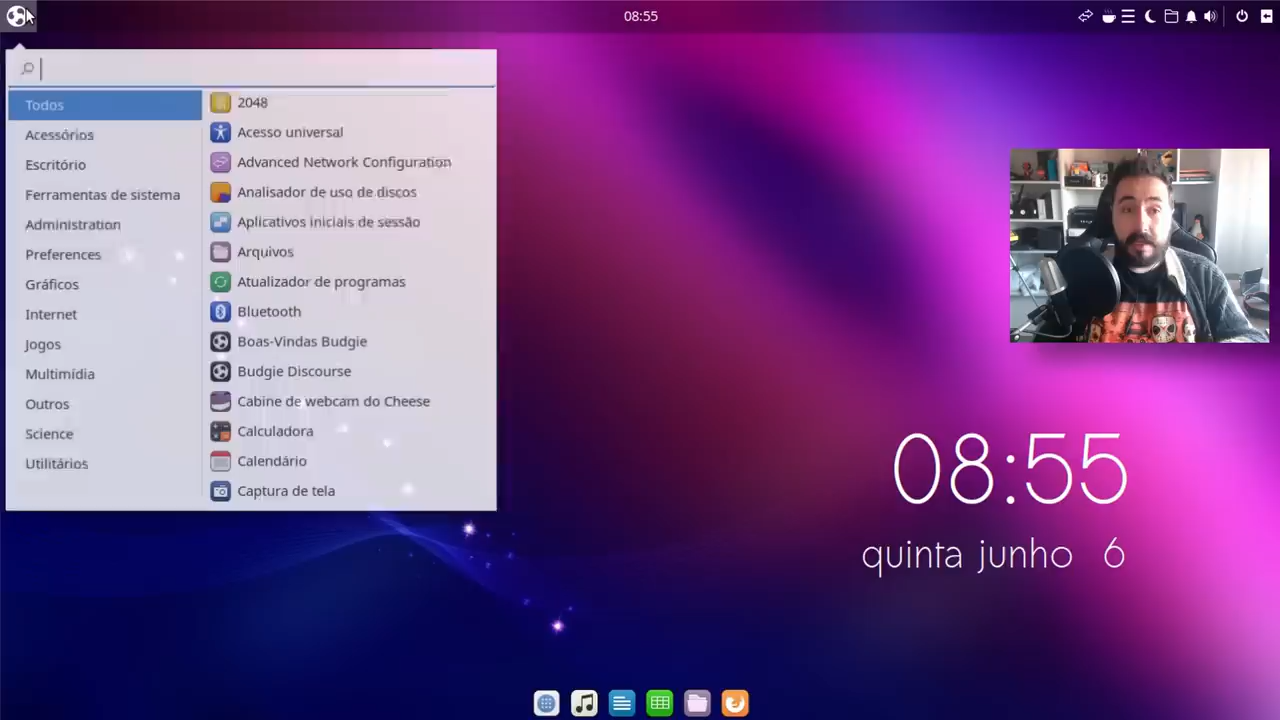 08:55
Todos
Acessórios
Escritório
Ferramentas de sistema
Administration
Preferences
Gráficos
Internet
Jogos
Multimídia
Outros
Science
Utilitários
2048
Acesso universal
Advanced Network Configuration
Analisador de uso de discos
Aplicativos iniciais de sessão
Arquivos
Atualizador de programas
Bluetooth
Boas-Vindas Budgie
Budgie Discourse
Cabine de webcam do Cheese
Calculadora
Calendário
Captura de tela
08:55
quinta junho 6